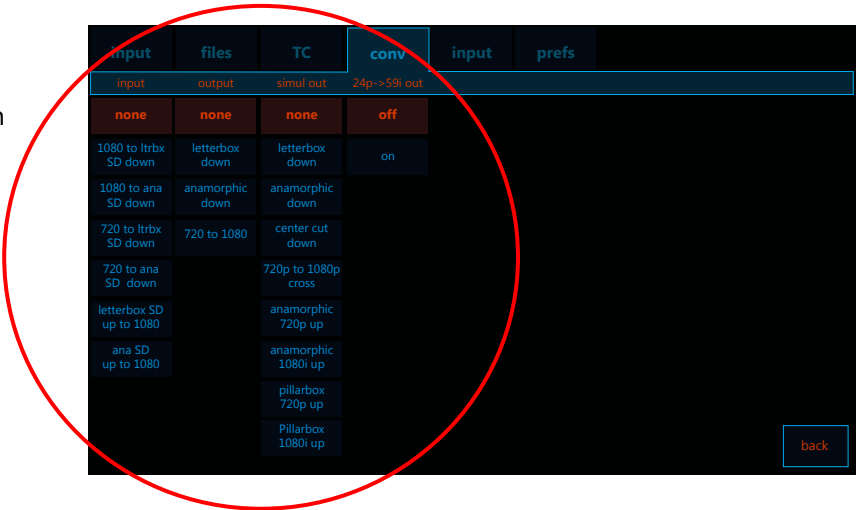 input files TC conv input prefs
input output simul out 24p->59i out
none none none off
1080 to ltrbx
SD down
letterbox
down
letterbox
down
on
1080 to ana
SD down
anamorphic
down
anamorphic
down
720 to ltrbx
SD down
720 to 1080
center cut
down
720 to ana
SD down
720p to 1080p
cross
letterbox SD
up to 1080
anamorphic
720p up
ana SD
up to 1080
anamorphic
1080i up
pillarbox
720p up
Pillarbox
1080i up
back